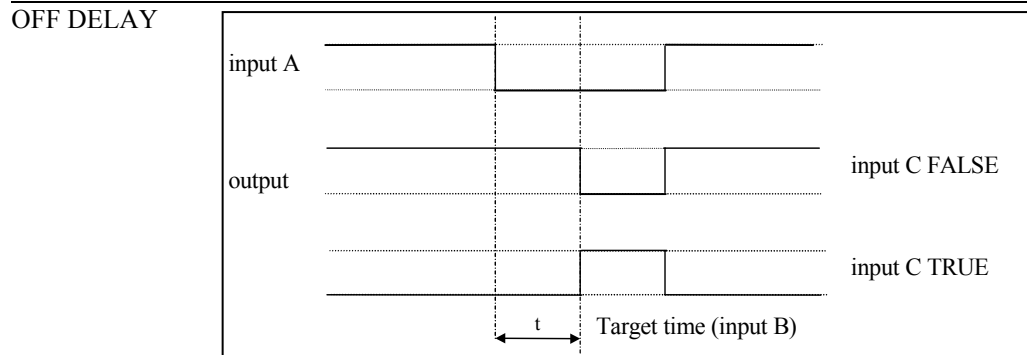 OFF DELAY
input A
output
input C FALSE
input C TRUE
t
Target time (input B)